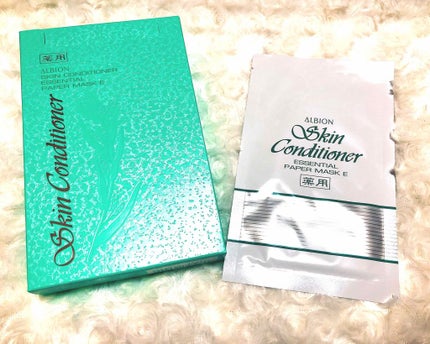 薬用
ALBION
SKIN CONDITIONER
ESSENTIAL
PAPER MASK E
Skin Conditioner
ALBION
Skin
Conditioner
ESSENTIAL
PAPER MASK E
薬用